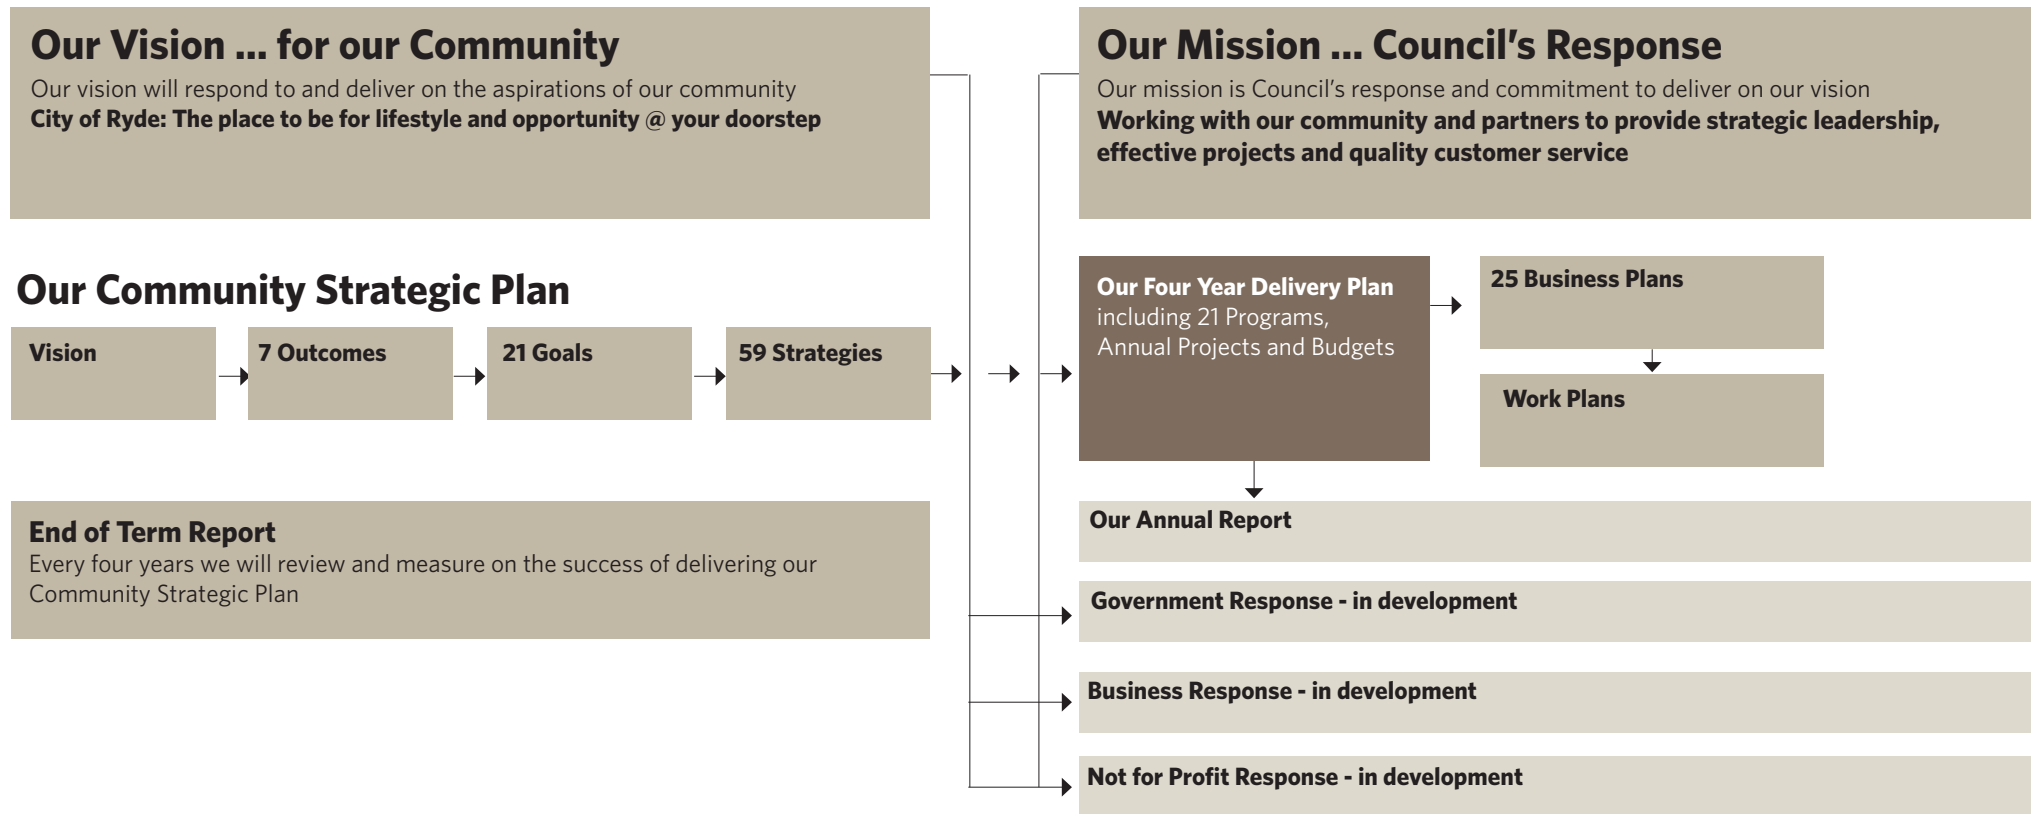 Our Vision ... for our Community
Our vision will respond to and deliver on the aspirations of our community
City of Ryde: The place to be for lifestyle and opportunity @ your doorstep
Our Mission ... Council's Response
Our mission is Council's response and commitment to deliver on our vision
Working with our community and partners to provide strategic leadership,
effective projects and quality customer service
Our Community Strategic Plan
Vision
7 Outcomes
21 Goals
59 Strategies
Our Four Year Delivery Plan
including 21 Programs,
Annual Projects and Budgets
25 Business Plans
Work Plans
End of Term Report
Every four years we will review and measure on the success of delivering our
Community Strategic Plan
Our Annual Report
Government Response - in development
Business Response - in development
Not for Profit Response - in development